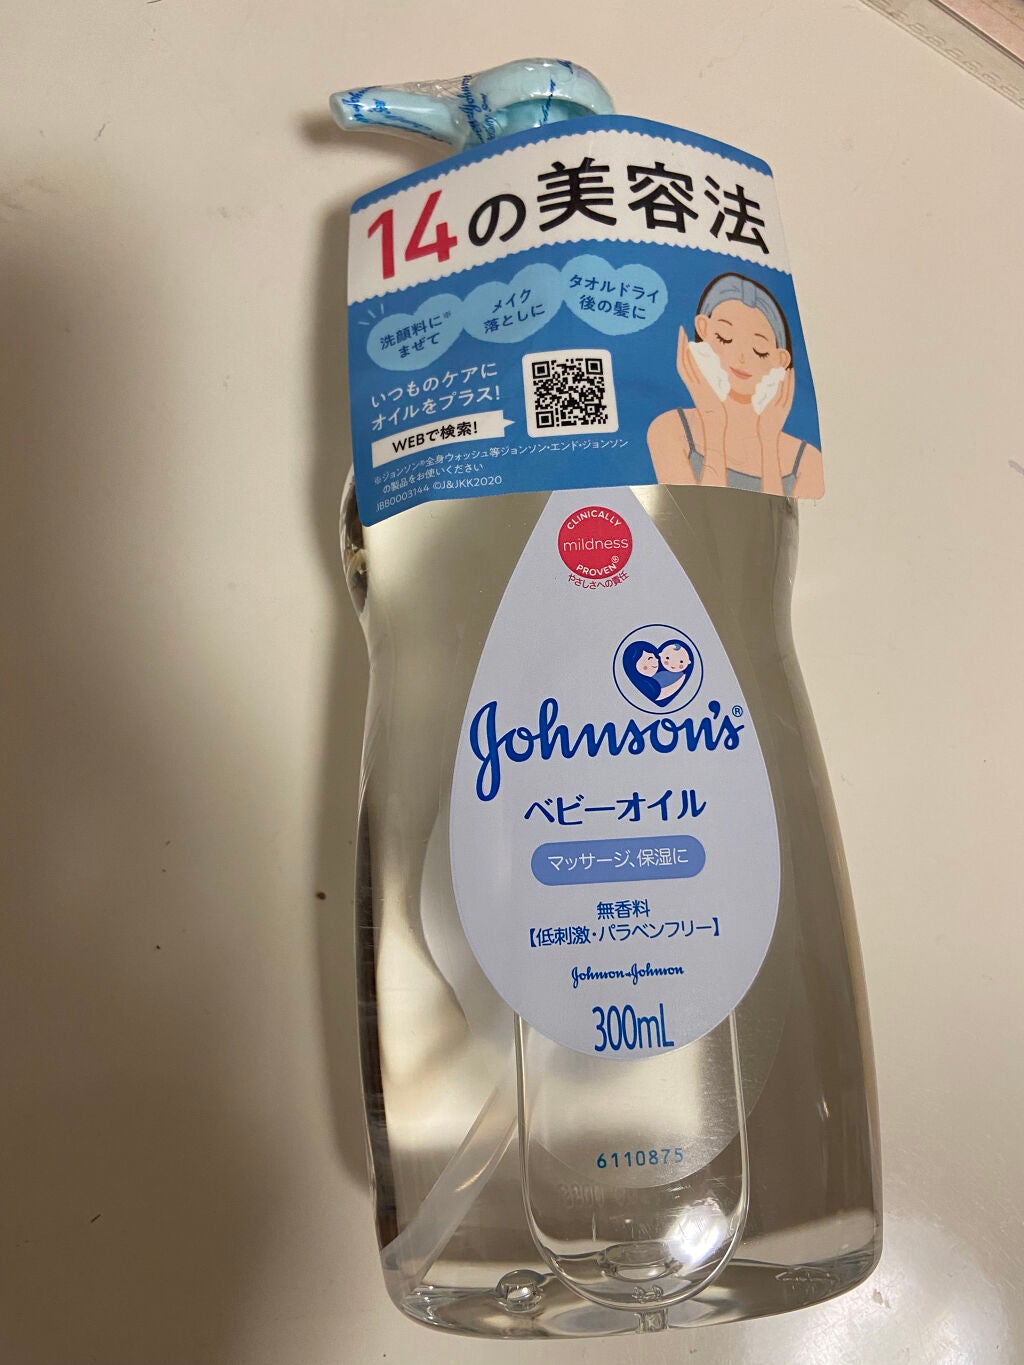 14の美容法
洗顔料に※
まぜて
メイク
落としに
タオルドライ
後の髪に
いつものケアに
オイルをプラス!
WEBで検索!
※ジョンソン®全身ウォッシュ等ジョンソン・エンド・ジョンソン
の製品をお使いください
JBB0003144 ©J&JKK2020
CLINICALLY
mildness
PROVEN®
やさしさへの責任
Johnson's®
ベビーオイル
マッサージ、保湿に
無香料
【低刺激・パラベンフリー】
Johnson&Johnson
300mL
6110875